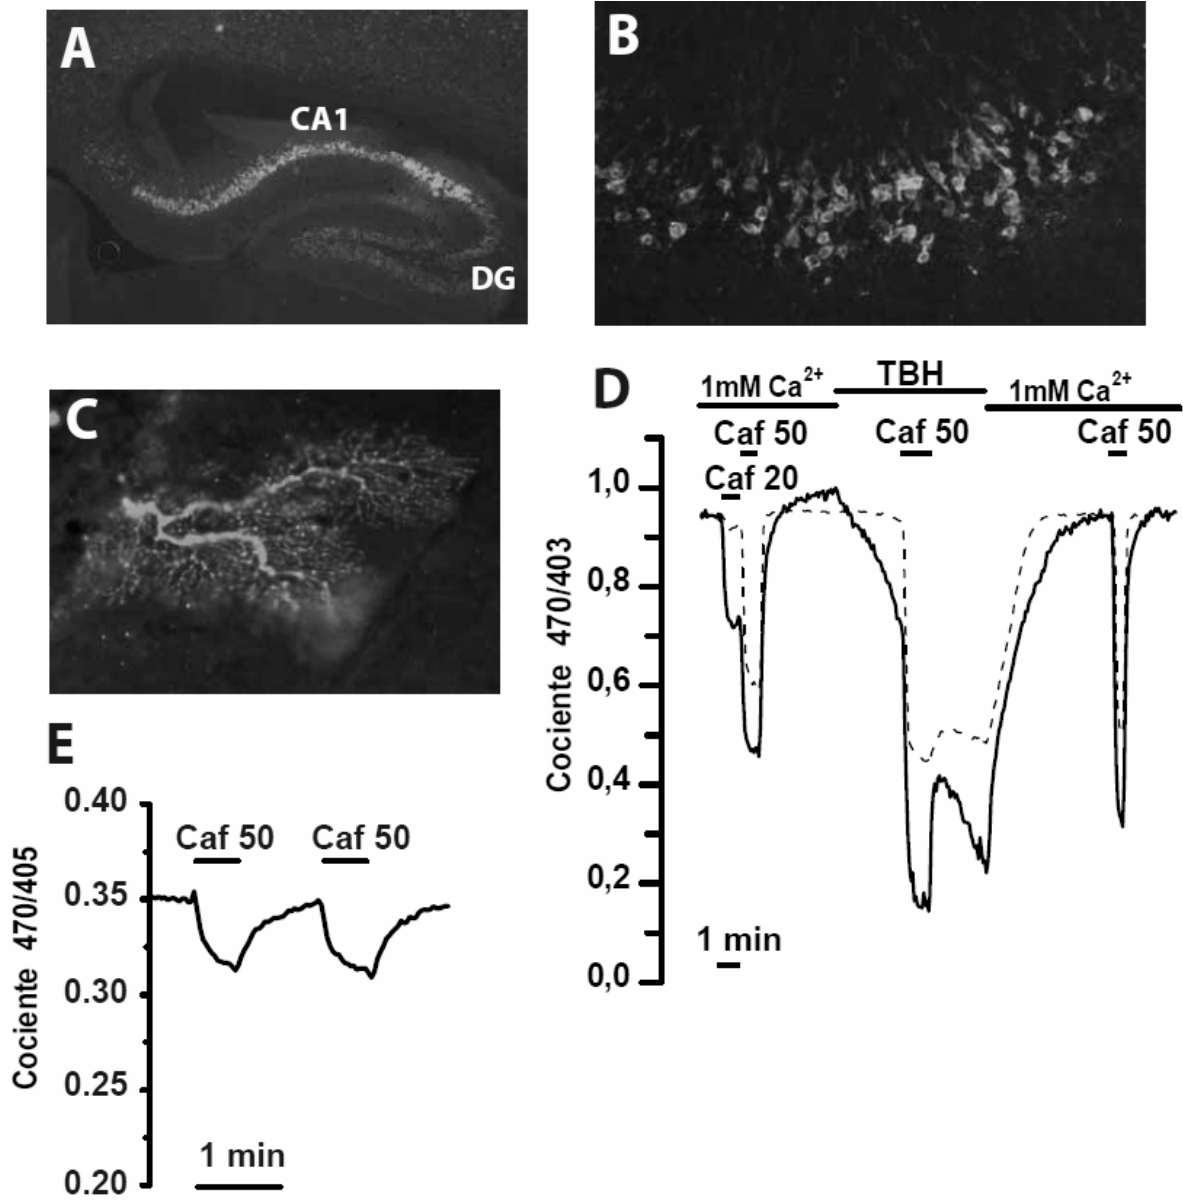 A
CA1
DG
B
C
D
1mM Ca²⁺
TBH
1mM Ca²⁺
Caf 50
Caf 50
Caf 50
Caf 20
1,0
0,8
0,6
0,4
0,2
0,0
Cociente 470/403
1 min
E
0.40
0.35
0.30
0.25
0.20
Cociente 470/405
Caf 50
Caf 50
1 min